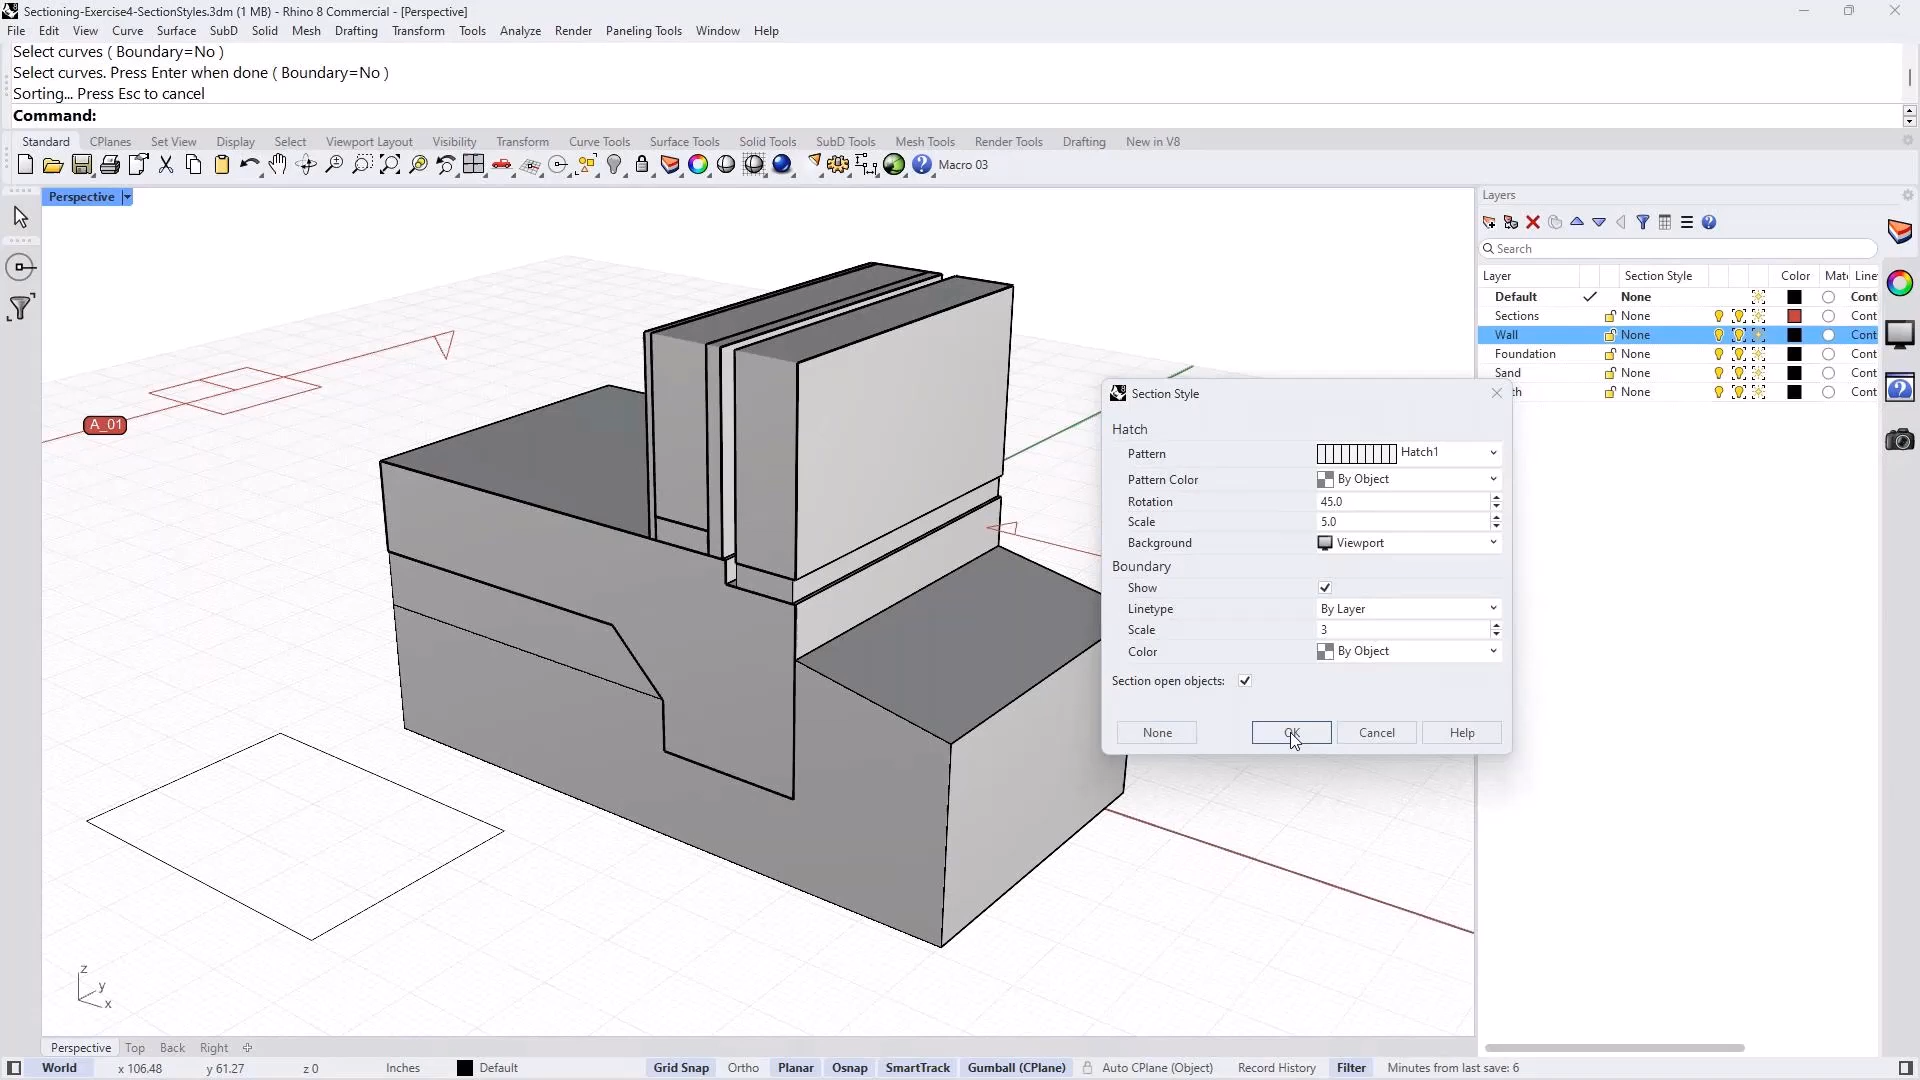 Sectioning-Exercise4-SectionStyles.3dm (1 MB) - Rhino 8 Commercial - [Perspective]
File Edit View Curve Surface SubD Solid Mesh Drafting Transform Tools Analyze Render Paneling Tools Window Help
Select curves ( Boundary=No )
Select curves. Press Enter when done ( Boundary=No )
Sorting... Press Esc to cancel
Command:
Standard CPlanes Set View Display Select Viewport Layout Visibility Transform Curve Tools Surface Tools Solid Tools SubD Tools Mesh Tools Render Tools Drafting New in V8
Macro 03
Perspective
Layers
Search
Layer Section Style Color Mate Line
Default None Cont
Sections None Cont
Wall None Cont
Foundation None Cont
Sand None Cont
th None Cont
A_01
Section Style
Hatch
Pattern Hatch1
Pattern Color By Object
Rotation 45.0
Scale 5.0
Background Viewport
Boundary
Show
Linetype By Layer
Scale 3
Color By Object
Section open objects:
None OK Cancel Help
z
y
x
Perspective Top Back Right
World x 106.48 y 61.27 z 0 Inches Default Grid Snap Ortho Planar Osnap SmartTrack Gumball (CPlane) Auto CPlane (Object) Record History Filter Minutes from last save: 6